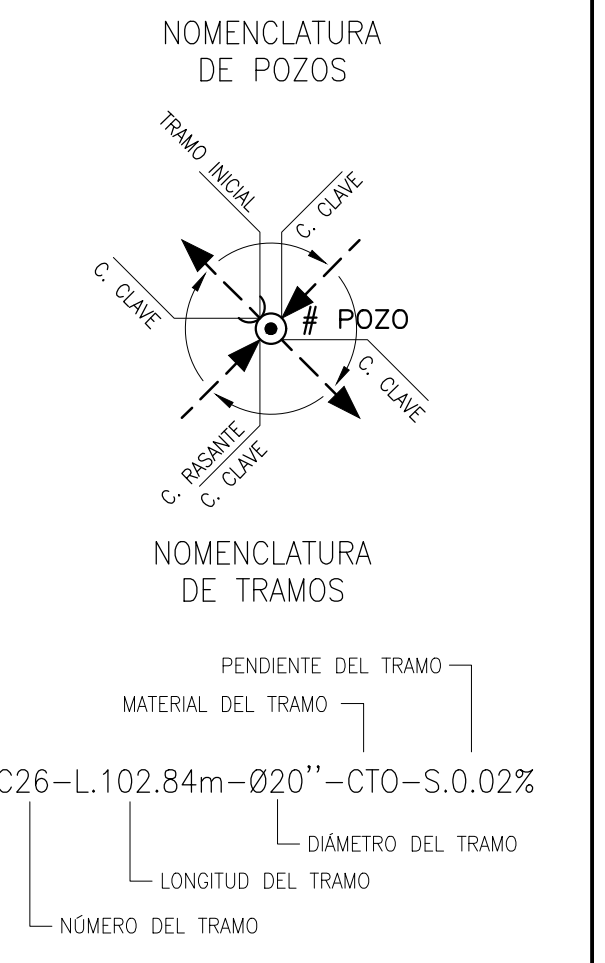 NOMENCLATURA
DE POZOS
TRAMO INICIAL
C. CLAVE
C. CLAVE
# POZO
C. CLAVE
C. RASANTE
C. CLAVE
NOMENCLATURA
DE TRAMOS
PENDIENTE DEL TRAMO
MATERIAL DEL TRAMO
C26-L.102.84m-Ø20''-CTO-S.0.02%
DIÁMETRO DEL TRAMO
LONGITUD DEL TRAMO
NÚMERO DEL TRAMO